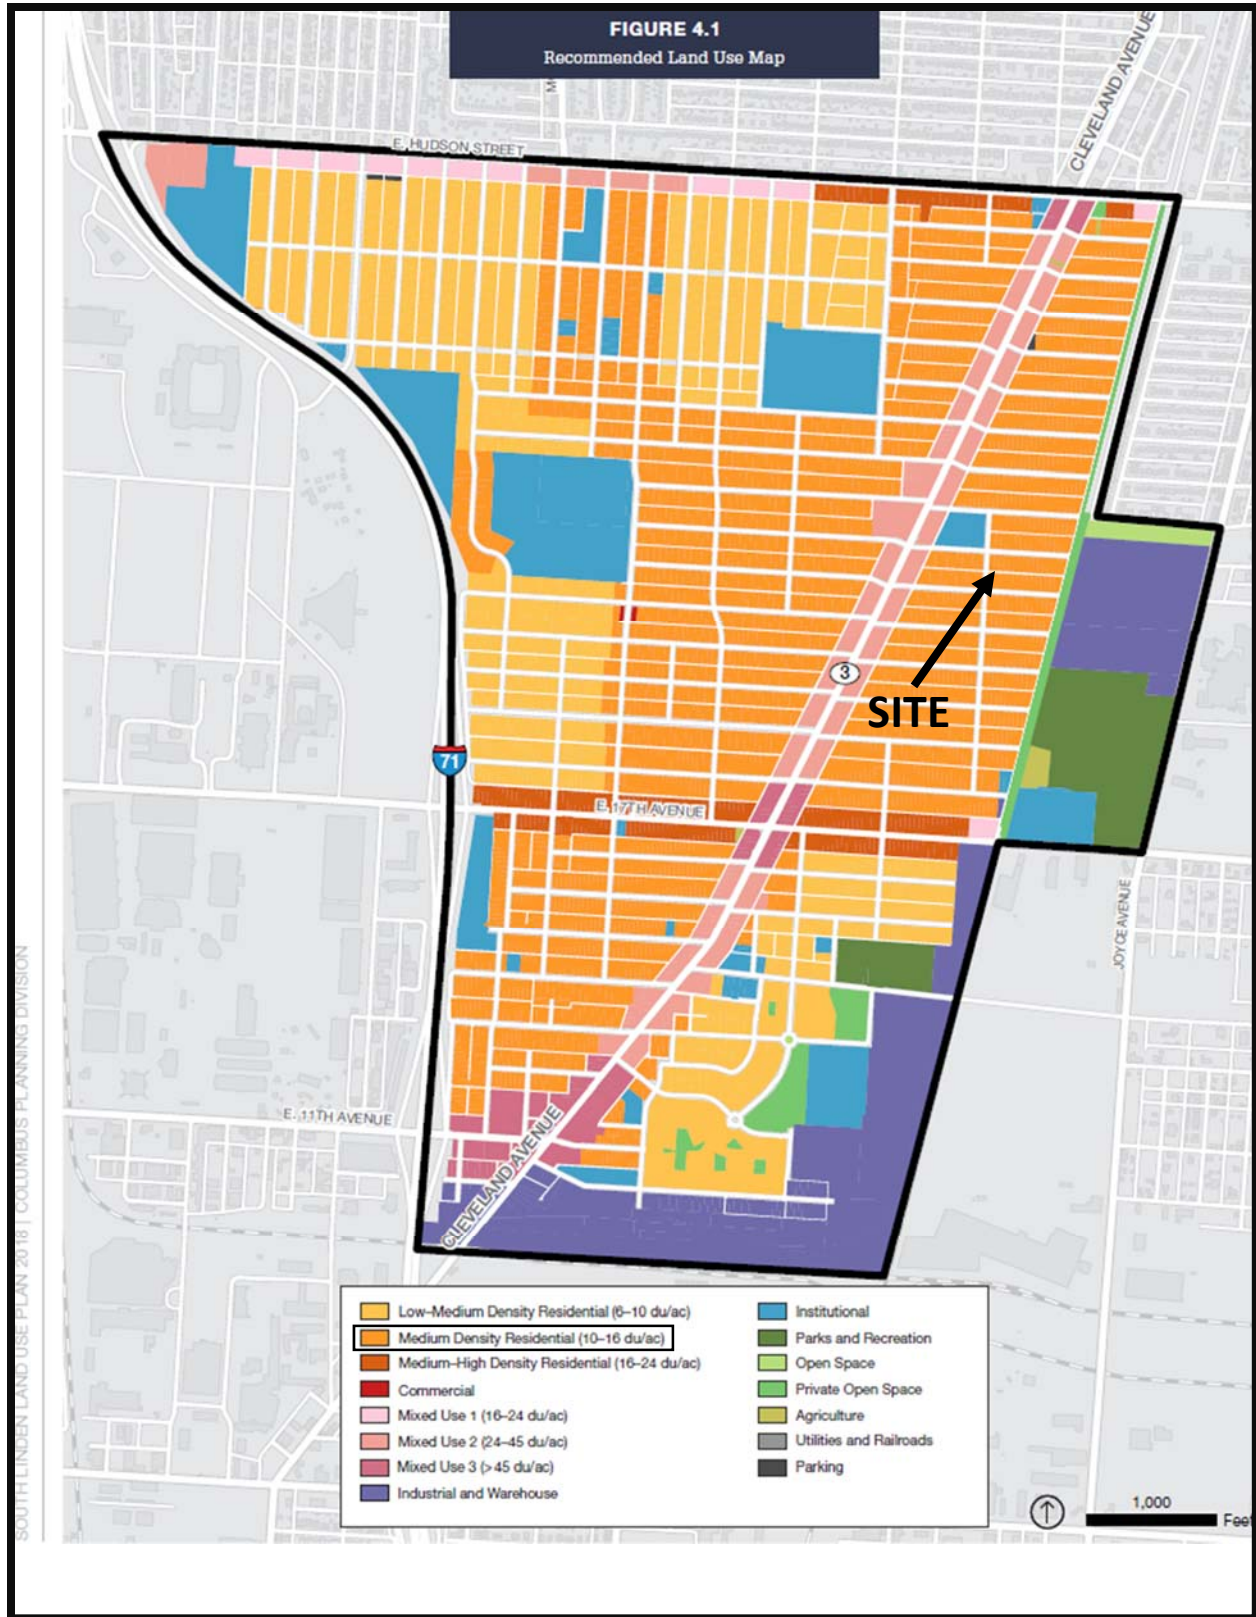 FIGURE 4.1
Recommended Land Use Map
CLEVELAND AVENUE
E. HUDSON STREET
3
SITE
71
E. 17TH AVENUE
JOYCE AVENUE
E. 11TH AVENUE
CLEVELAND AVENUE
SOUTH LINDEN LAND USE PLAN 2018 | COLUMBUS PLANNING DIVISION
Low–Medium Density Residential (6–10 du/ac)
Medium Density Residential (10–16 du/ac)
Medium–High Density Residential (16–24 du/ac)
Commercial
Mixed Use 1 (16–24 du/ac)
Mixed Use 2 (24–45 du/ac)
Mixed Use 3 (>45 du/ac)
Industrial and Warehouse
Institutional
Parks and Recreation
Open Space
Private Open Space
Agriculture
Utilities and Railroads
Parking
1,000
Feet